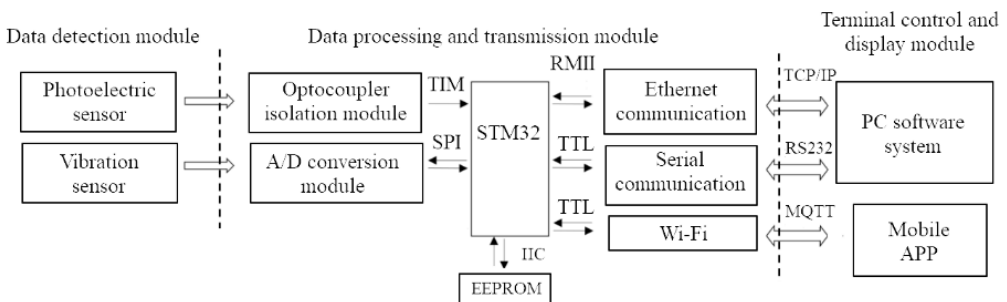 Data detection module
Data processing and transmission module
Terminal control and
display module
Photoelectric
sensor
Vibration
sensor
Optocoupler
isolation module
A/D conversion
module
TIM
SPI
STM32
IIC
EEPROM
RMII
TTL
TTL
Ethernet
communication
Serial
communication
Wi-Fi
TCP/IP
RS232
MQTT
PC software
system
Mobile
APP